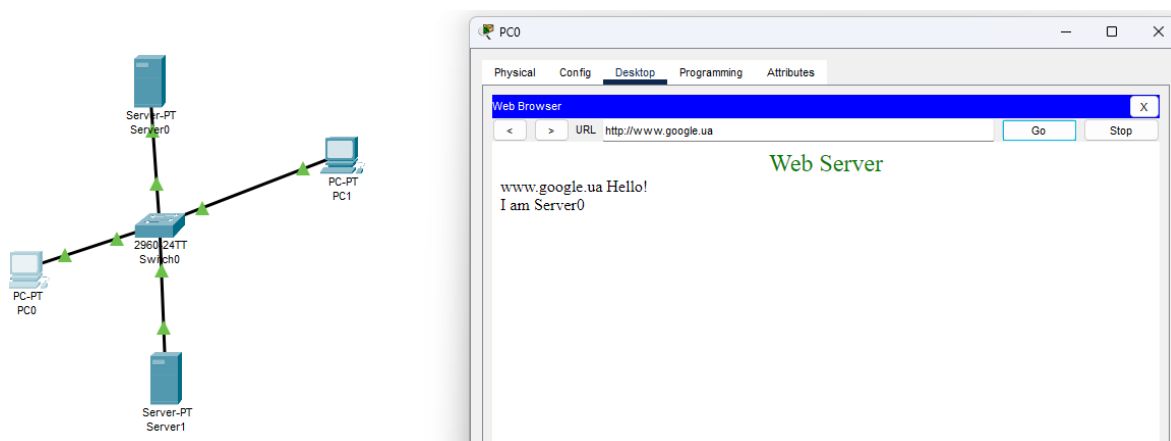 Server-PT
Server0
PC-PT
PC1
2960-24TT
Switch0
PC-PT
PC0
Server-PT
Server1
PC0
Physical Config Desktop Programming Attributes
Web Browser X
< > URL http://www.google.ua Go Stop
Web Server
www.google.ua Hello!
I am Server0